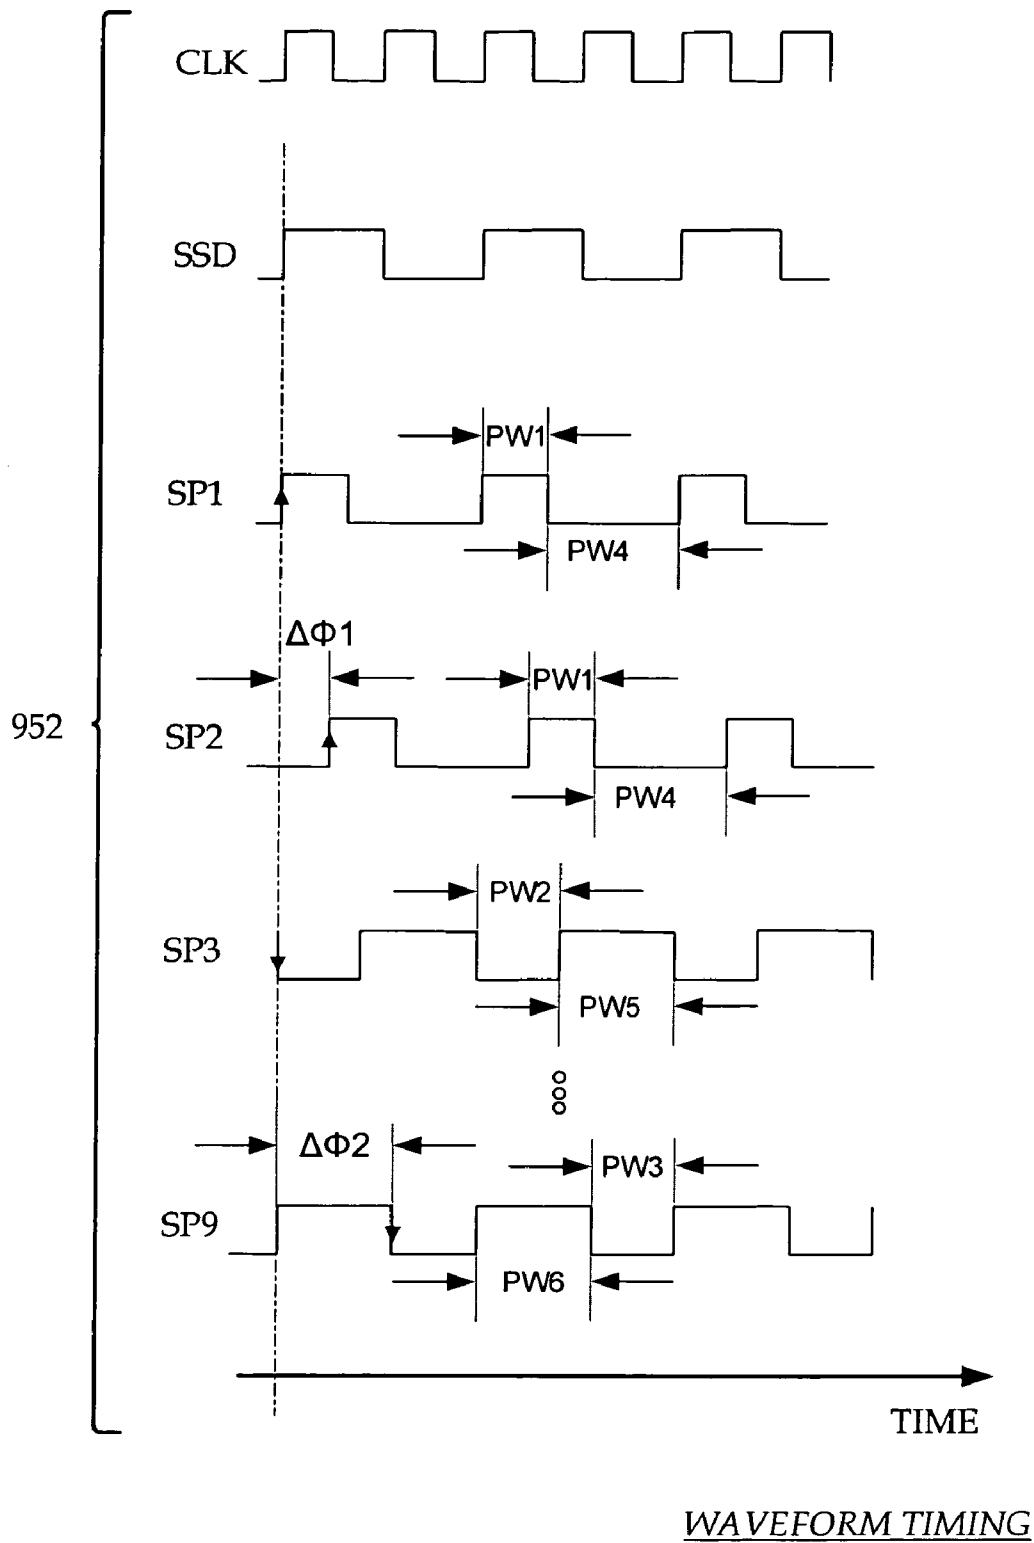 CLK
SSD
PW1
SP1
PW4
ΔΦ1
PW1
952
SP2
PW4
PW2
SP3
PW5
ΔΦ2
PW3
SP9
PW6
TIME
WAVEFORM TIMING